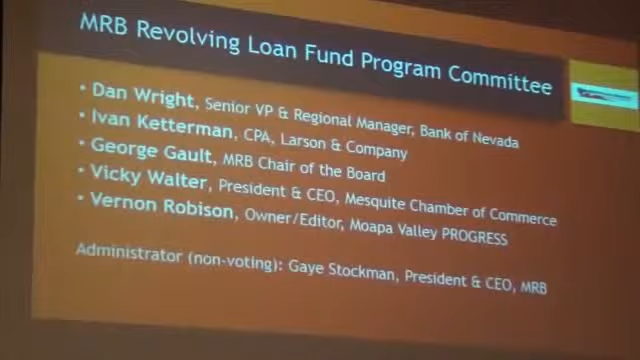 MRB Revolving Loan Fund Program Committee
• Dan Wright, Senior VP & Regional Manager, Bank of Nevada
• Ivan Ketterman, CPA, Larson & Company
• George Gault, MRB Chair of the Board
• Vicky Walter, President & CEO, Mesquite Chamber of Commerce
• Vernon Robison, Owner/Editor, Moapa Valley PROGRESS
Administrator (non-voting): Gaye Stockman, President & CEO, MRB